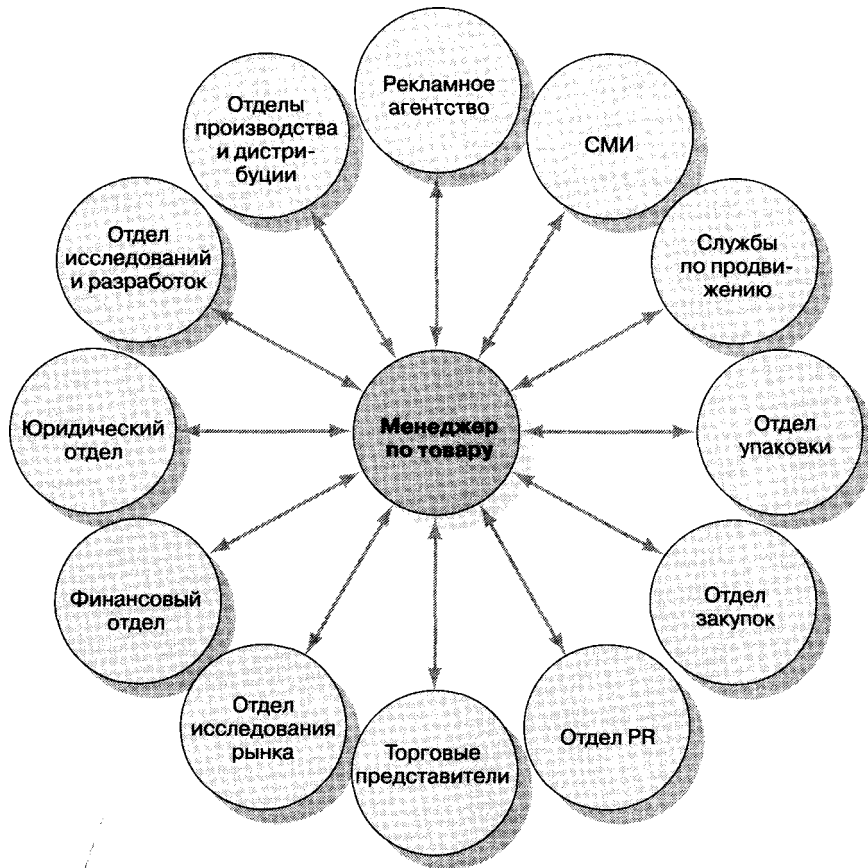 Рекламное
агентство
СМИ
Службы
по продви-
жению
Отдел
упаковки
Отдел
закупок
Отдел PR
Торговые
представители
Отдел
исследования
рынка
Финансовый
отдел
Юридический
отдел
Отдел
исследований
и разработок
Отделы
производства
и дистри-
буции
Менеджер
по товару